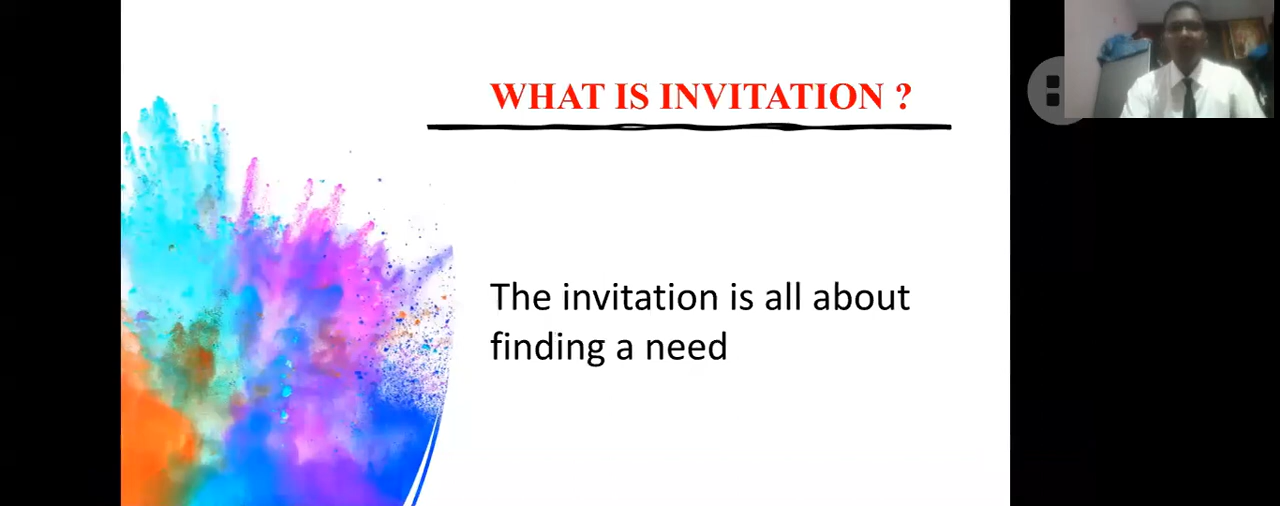 WHAT IS INVITATION ?
The invitation is all about
finding a need